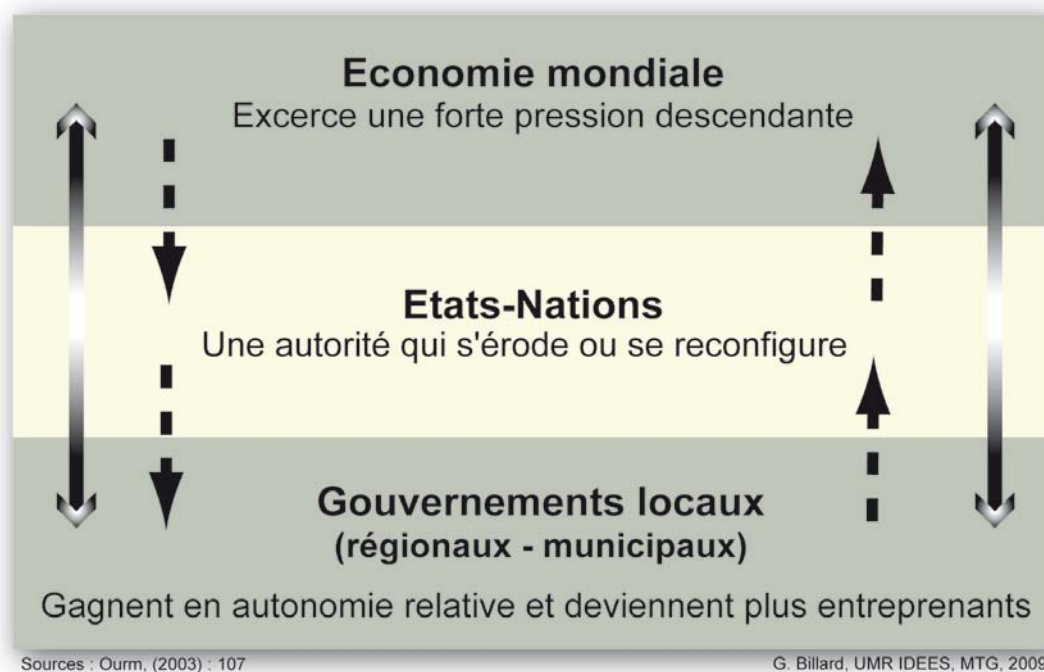 Economie mondiale
Excerce une forte pression descendante
Etats-Nations
Une autorité qui s'érode ou se reconfigure
Gouvernements locaux
(régionaux - municipaux)
Gagnent en autonomie relative et deviennent plus entreprenants
Sources : Ourm, (2003) : 107
G. Billard, UMR IDEES, MTG, 2009